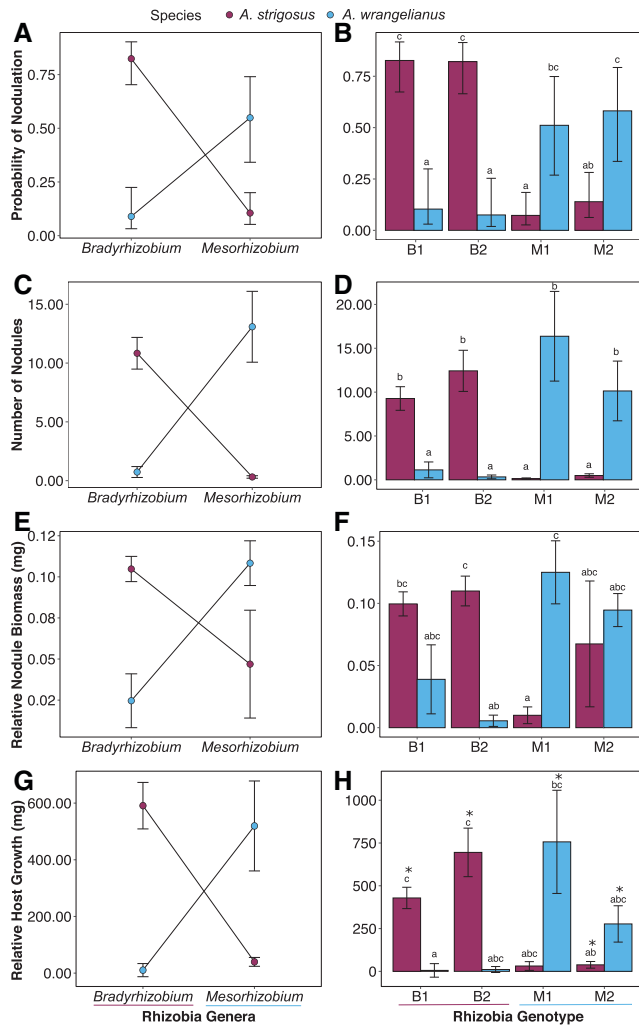 Species A. strigosus A. wrangelianus
A
Probability of Nodulation
0.75
0.50
0.25
0.00
Bradyrhizobium Mesorhizobium
B
0.75
0.50
0.25
0.00
c a c a a bc ab c
B1 B2 M1 M2
C
Number of Nodules
15.00
10.00
5.00
0.00
Bradyrhizobium Mesorhizobium
D
20.00
15.00
10.00
5.00
0.00
b a b a a b a b
B1 B2 M1 M2
E
Relative Nodule Biomass (mg)
0.12
0.10
0.08
0.05
0.02
Bradyrhizobium Mesorhizobium
F
0.15
0.10
0.05
0.00
bc abc c ab a c abc abc
B1 B2 M1 M2
G
Relative Host Growth (mg)
600.00
400.00
200.00
0.00
Bradyrhizobium Mesorhizobium
Rhizobia Genera
H
1000
750
500
250
0
* * * * *
c a c abc abc bc ab abc
B1 B2 M1 M2
Rhizobia Genotype